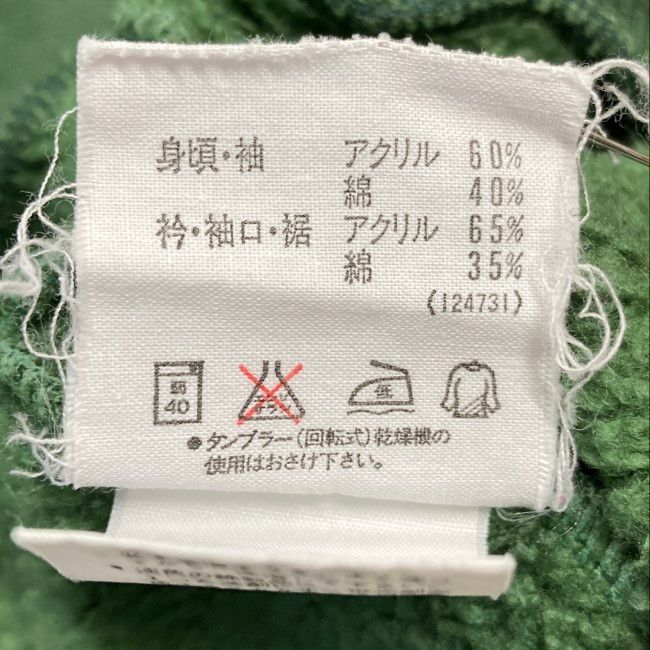 身頃・袖 アクリル 60%
綿 40%
衿・袖口・裾 アクリル 65%
綿 35%
(124731)
弱 40
低
●タンブラー(回転式)乾燥機の
使用はおさけ下さい。